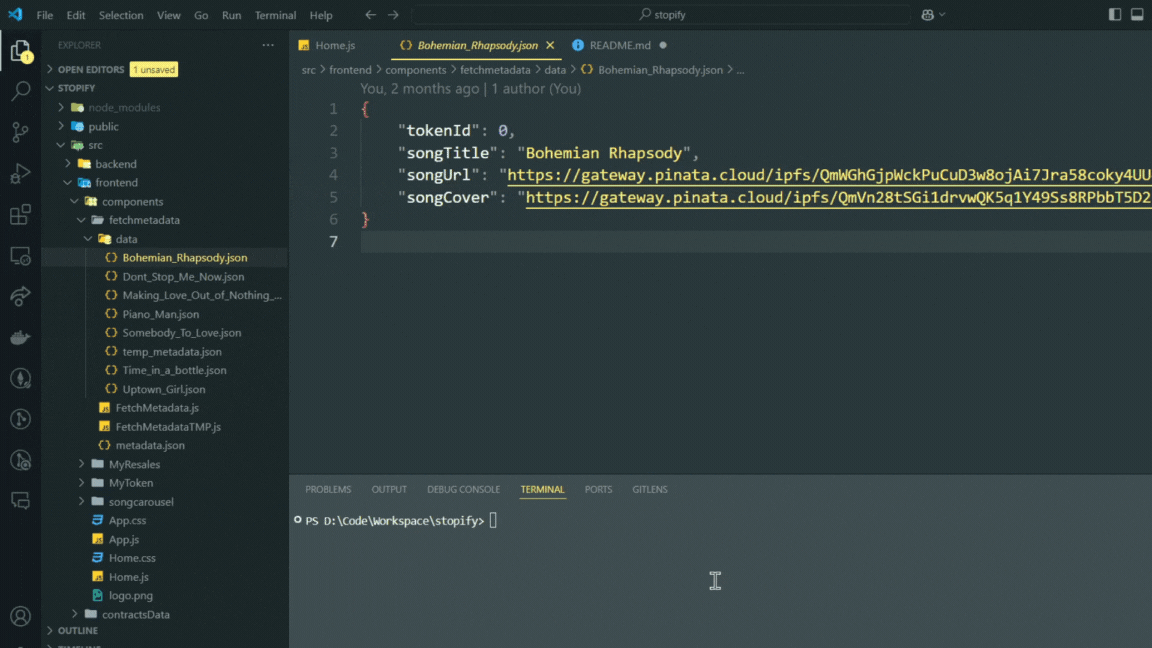 File Edit Selection View Go Run Terminal Help
stopify
EXPLORER
OPEN EDITORS 1 unsaved
STOPIFY
node_modules
public
src
backend
frontend
components
fetchmetadata
data
Bohemian_Rhapsody.json
Dont_Stop_Me_Now.json
Making_Love_Out_of_Nothing_...
Piano_Man.json
Somebody_To_Love.json
temp_metadata.json
Time_in_a_bottle.json
Uptown_Girl.json
FetchMetadata.js
FetchMetadataTMP.js
metadata.json
MyResales
MyToken
songcarousel
App.css
App.js
Home.css
Home.js
logo.png
contractsData
OUTLINE
Home.js
Bohemian_Rhapsody.json
README.md
src > frontend > components > fetchmetadata > data > {} Bohemian_Rhapsody.json > ...
You, 2 months ago | 1 author (You)
1 {
2 "tokenId": 0,
3 "songTitle": "Bohemian Rhapsody",
4 "songUrl": "https://gateway.pinata.cloud/ipfs/QmWGhGjpWckPuCuD3w8ojAi7Jra58coky4UU
5 "songCover": "https://gateway.pinata.cloud/ipfs/QmVn28tSGi1drvwQK5q1Y49Ss8RPbbT5D2
6 }
7
PROBLEMS OUTPUT DEBUG CONSOLE TERMINAL PORTS GITLENS
PS D:\Code\Workspace\stopify>